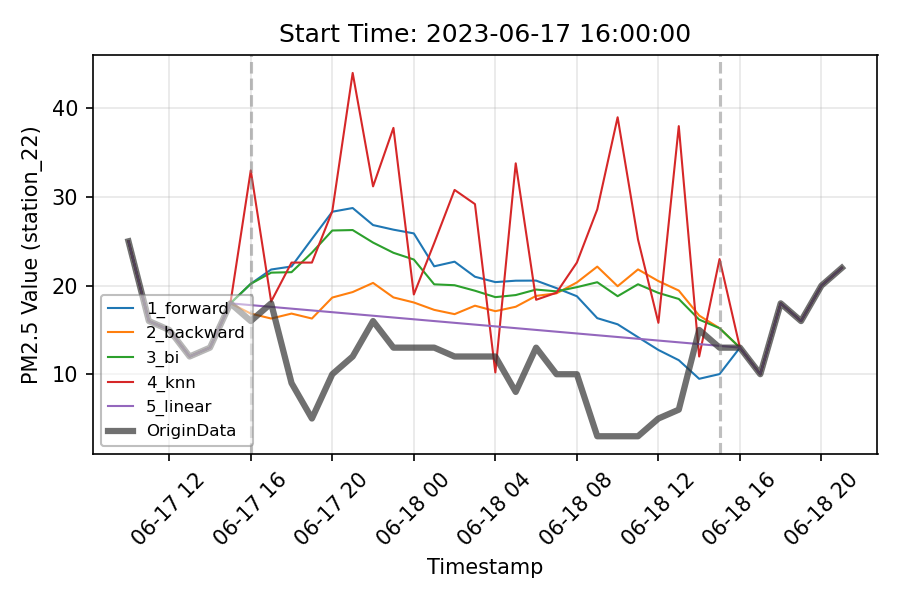 Start Time: 2023-06-17 16:00:00
PM2.5 Value (station_22)
40
30
20
10
1_forward
2_backward
3_bi
4_knn
5_linear
OriginData
06-17 12
06-17 16
06-17 20
06-18 00
06-18 04
06-18 08
06-18 12
06-18 16
06-18 20
Timestamp